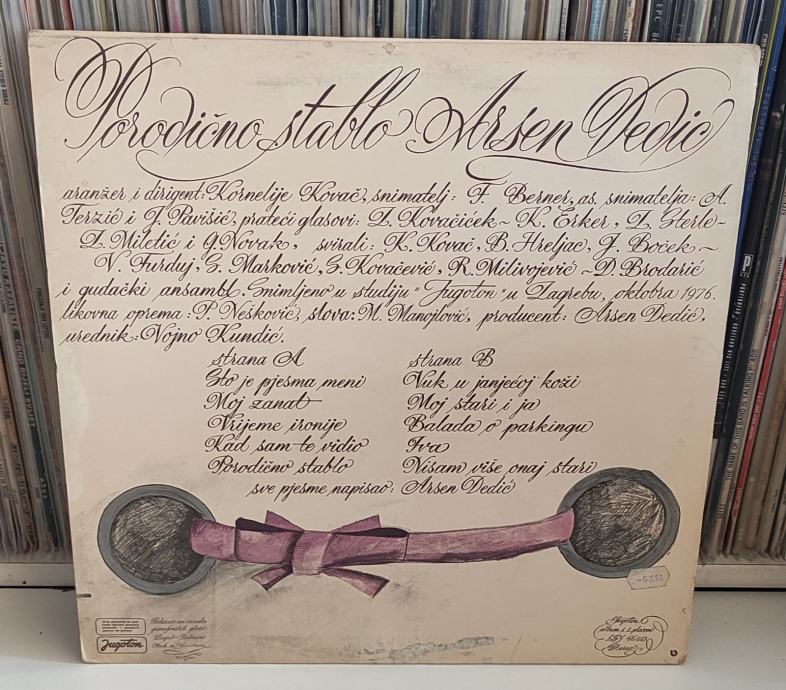 Porodično stablo Arsen Dedić
aranžer i dirigent: Kornelije Kovač, snimatelj: F. Berner, as. snimatelja: A.
Terzić i J. Pavišić, prateći glasovi: Z. Kovačiček ~ K. Erker, Z. Sterle ~
Z. Miletić i G. Novak, svirali: K. Kovač, B. Hreljac, J. Boček ~
V. Furduj, S. Marković, S. Kovačević, R. Milivojević ~ D. Brodarić
i gudački ansambl. Snimljeno u studiju "Jugoton" u Zagrebu, oktobra 1976.
likovna oprema: P. Nešković, slova: M. Manojlović, producent: Arsen Dedić,
urednik: Vojno Kundić.
strana A
Što je pjesma meni
Moj zanat
Vrijeme ironije
Kad sam te vidio
Porodično stablo
strana B
Vuk u janjećoj koži
Moj stari i ja
Balada o parkingu
Iva
Nisam više onaj stari
sve pjesme napisao: Arsen Dedić
Jugoton
Jugoton